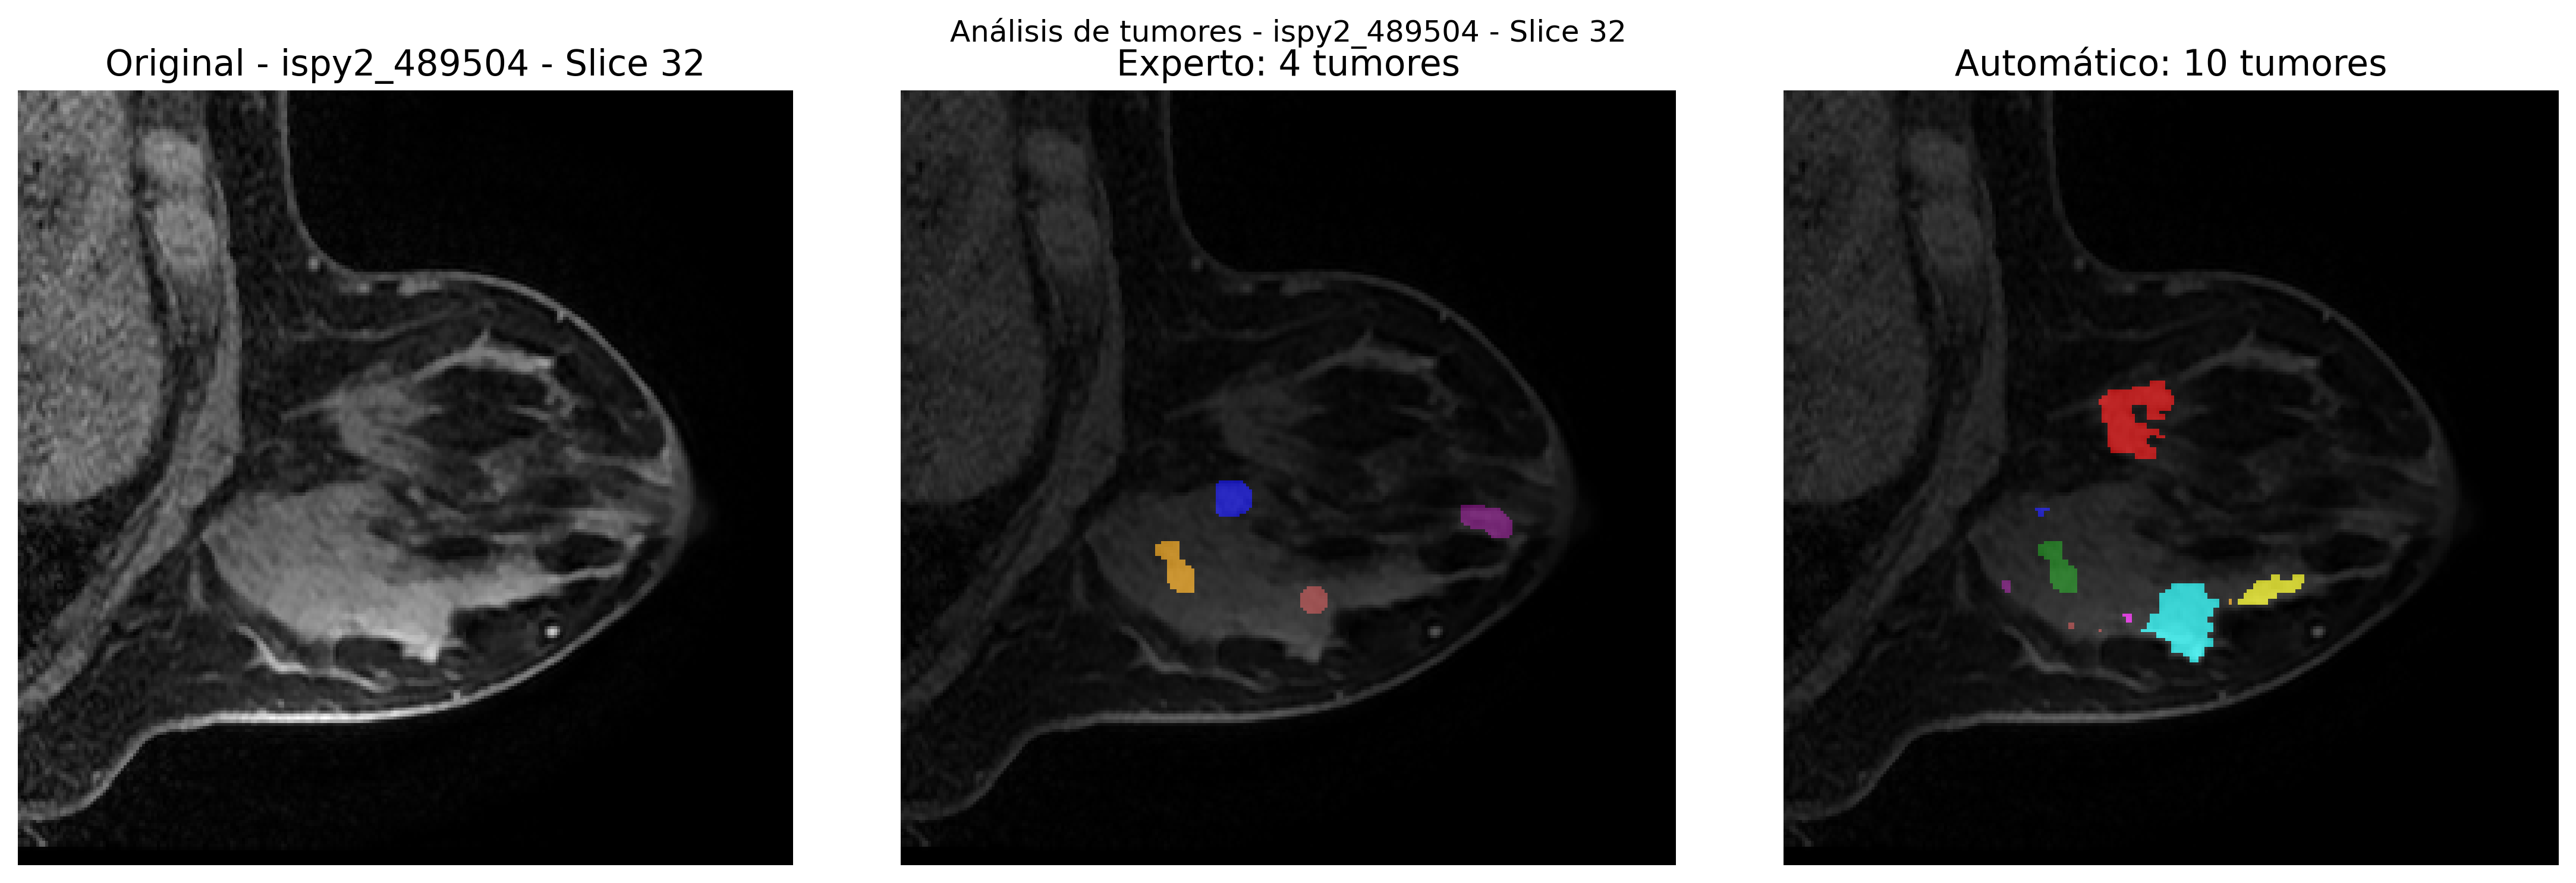 Análisis de tumores - ispy2_489504 - Slice 32
Original - ispy2_489504 - Slice 32
Experto: 4 tumores
Automático: 10 tumores